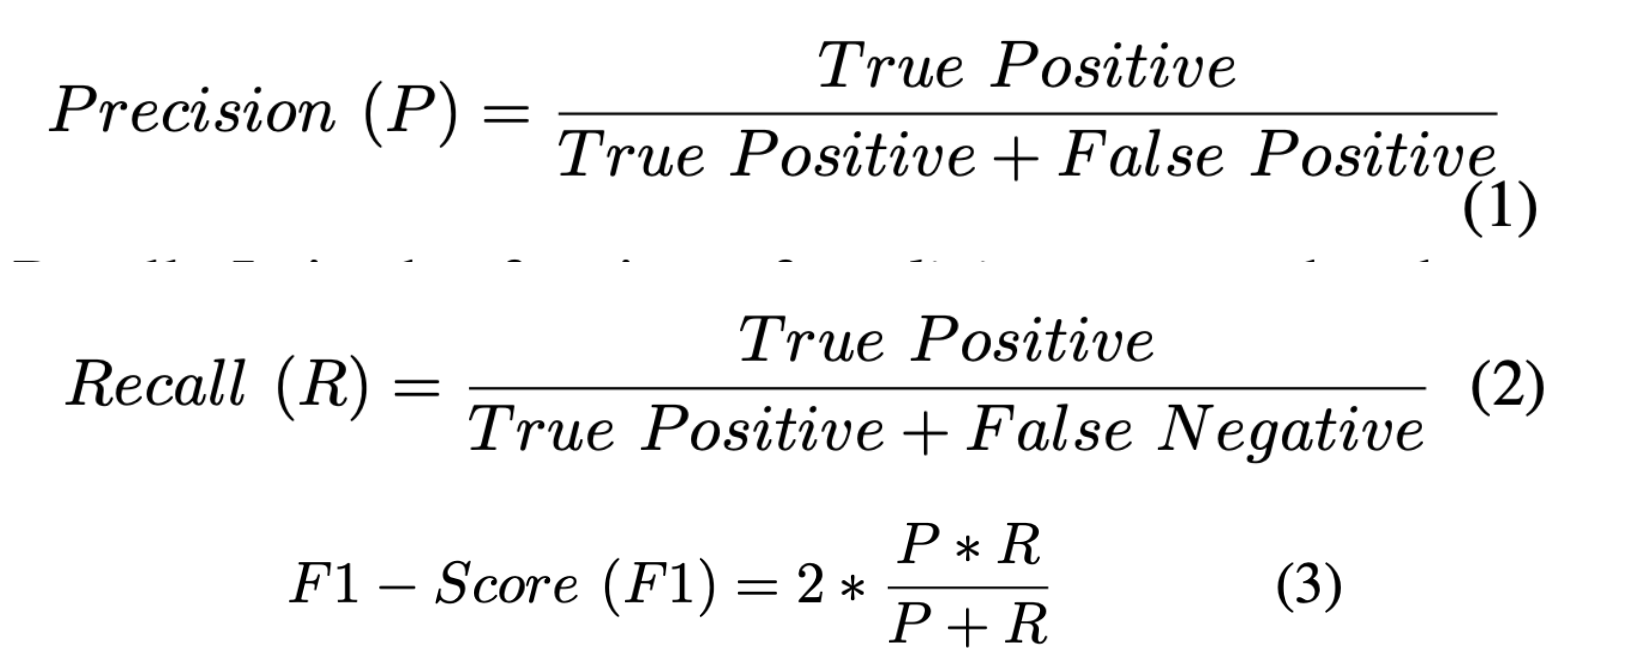 Precision (P) = True Positive / True Positive + False Positive
(1)
Recall (R) = True Positive / True Positive + False Negative (2)
F1 − Score (F1) = 2 * P * R / P + R (3)